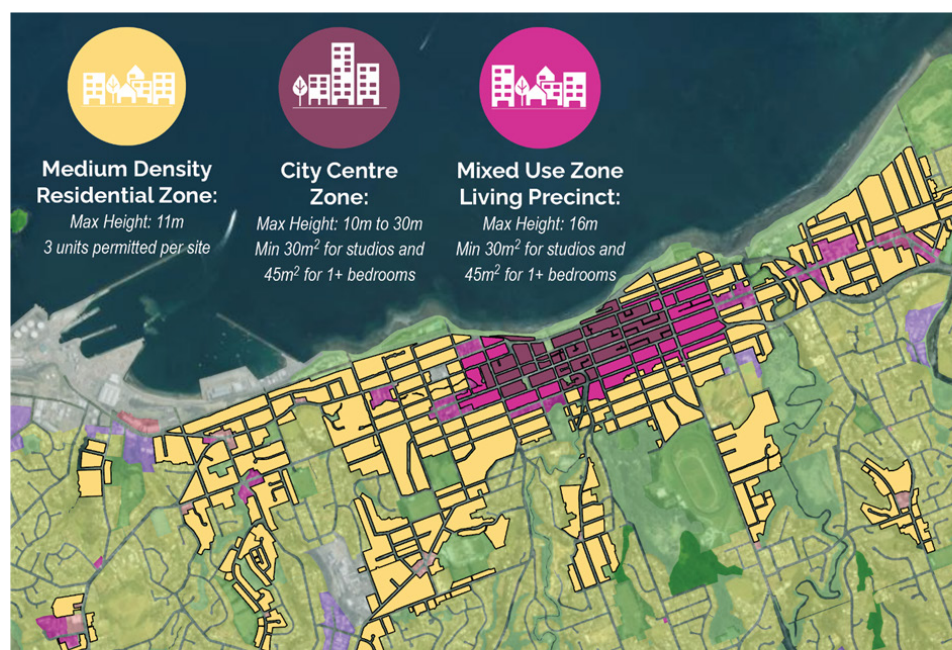 Medium Density
Residential Zone:
Max Height: 11m
3 units permitted per site
City Centre
Zone:
Max Height: 10m to 30m
Min 30m² for studios and
45m² for 1+ bedrooms
Mixed Use Zone
Living Precinct:
Max Height: 16m
Min 30m² for studios and
45m² for 1+ bedrooms